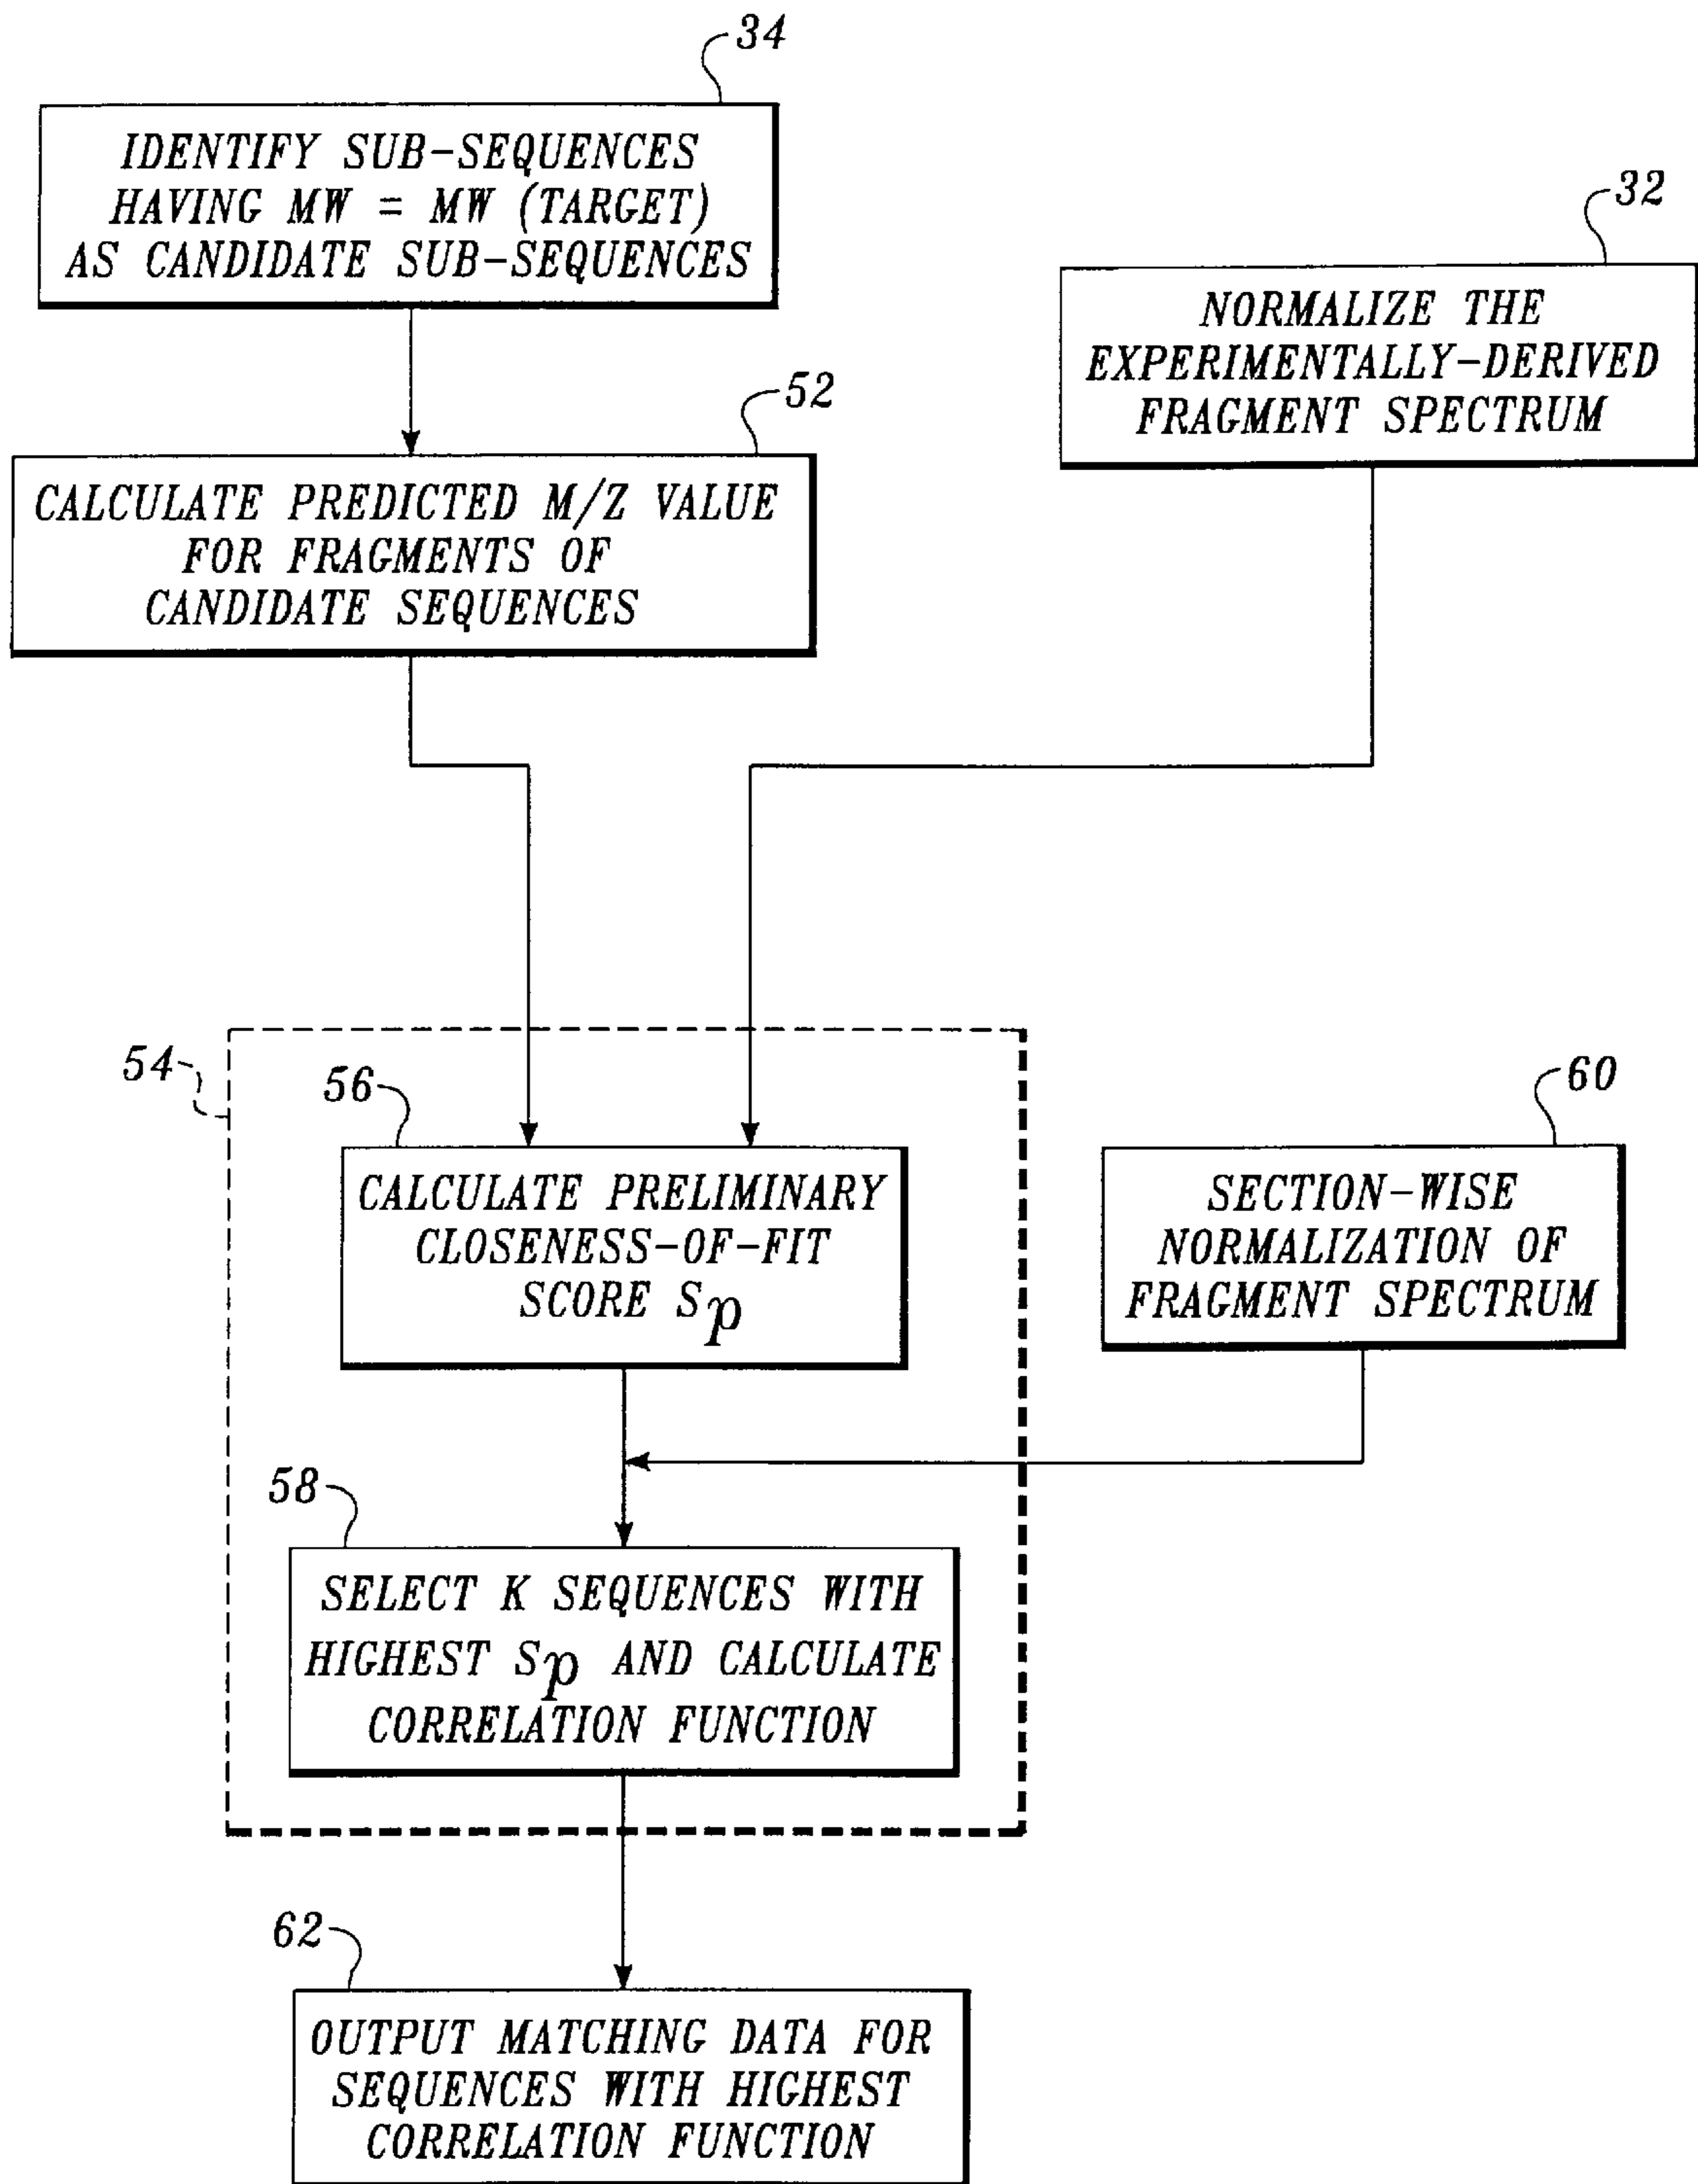 34
IDENTIFY SUB-SEQUENCES
HAVING MW = MW (TARGET)
AS CANDIDATE SUB-SEQUENCES
32
NORMALIZE THE
EXPERIMENTALLY-DERIVED
FRAGMENT SPECTRUM
52
CALCULATE PREDICTED M/Z VALUE
FOR FRAGMENTS OF
CANDIDATE SEQUENCES
54
56
CALCULATE PRELIMINARY
CLOSENESS-OF-FIT
SCORE Sp
60
SECTION-WISE
NORMALIZATION OF
FRAGMENT SPECTRUM
58
SELECT K SEQUENCES WITH
HIGHEST Sp AND CALCULATE
CORRELATION FUNCTION
62
OUTPUT MATCHING DATA FOR
SEQUENCES WITH HIGHEST
CORRELATION FUNCTION